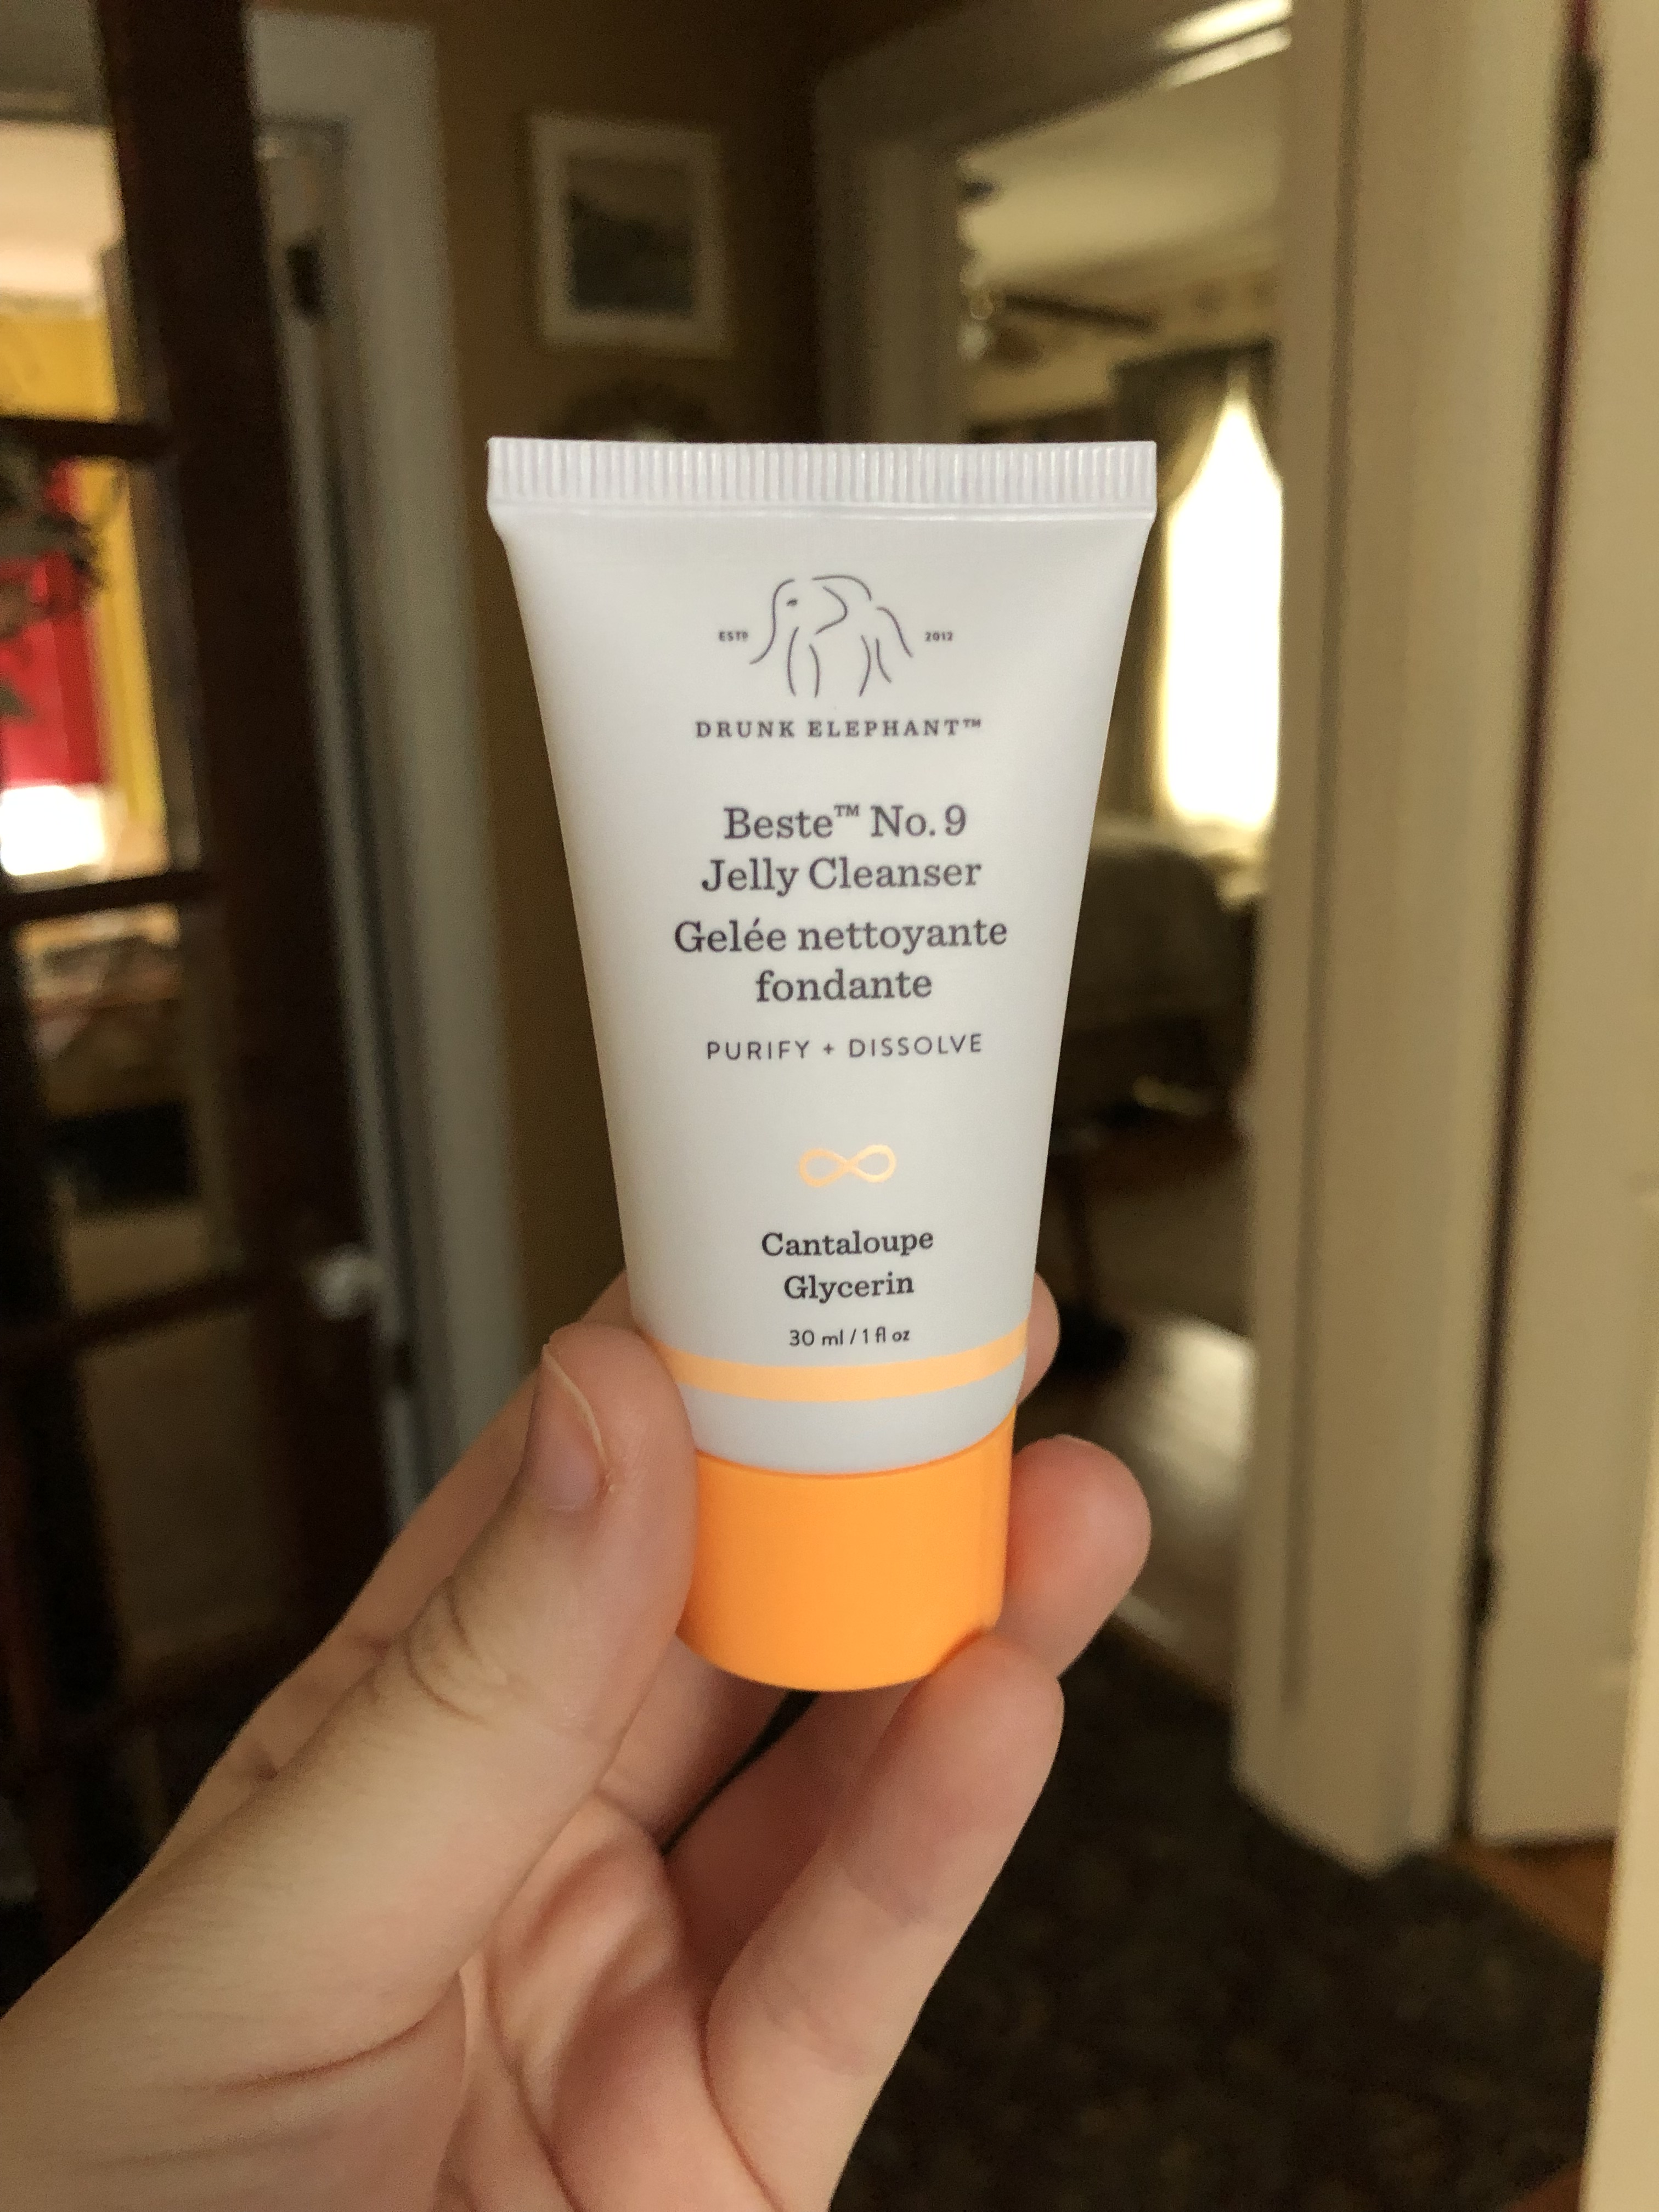 ESTD 2012
DRUNK ELEPHANT™
Beste™ No. 9
Jelly Cleanser
Gelée nettoyante
fondante
PURIFY + DISSOLVE
Cantaloupe
Glycerin
30 ml / 1 fl oz